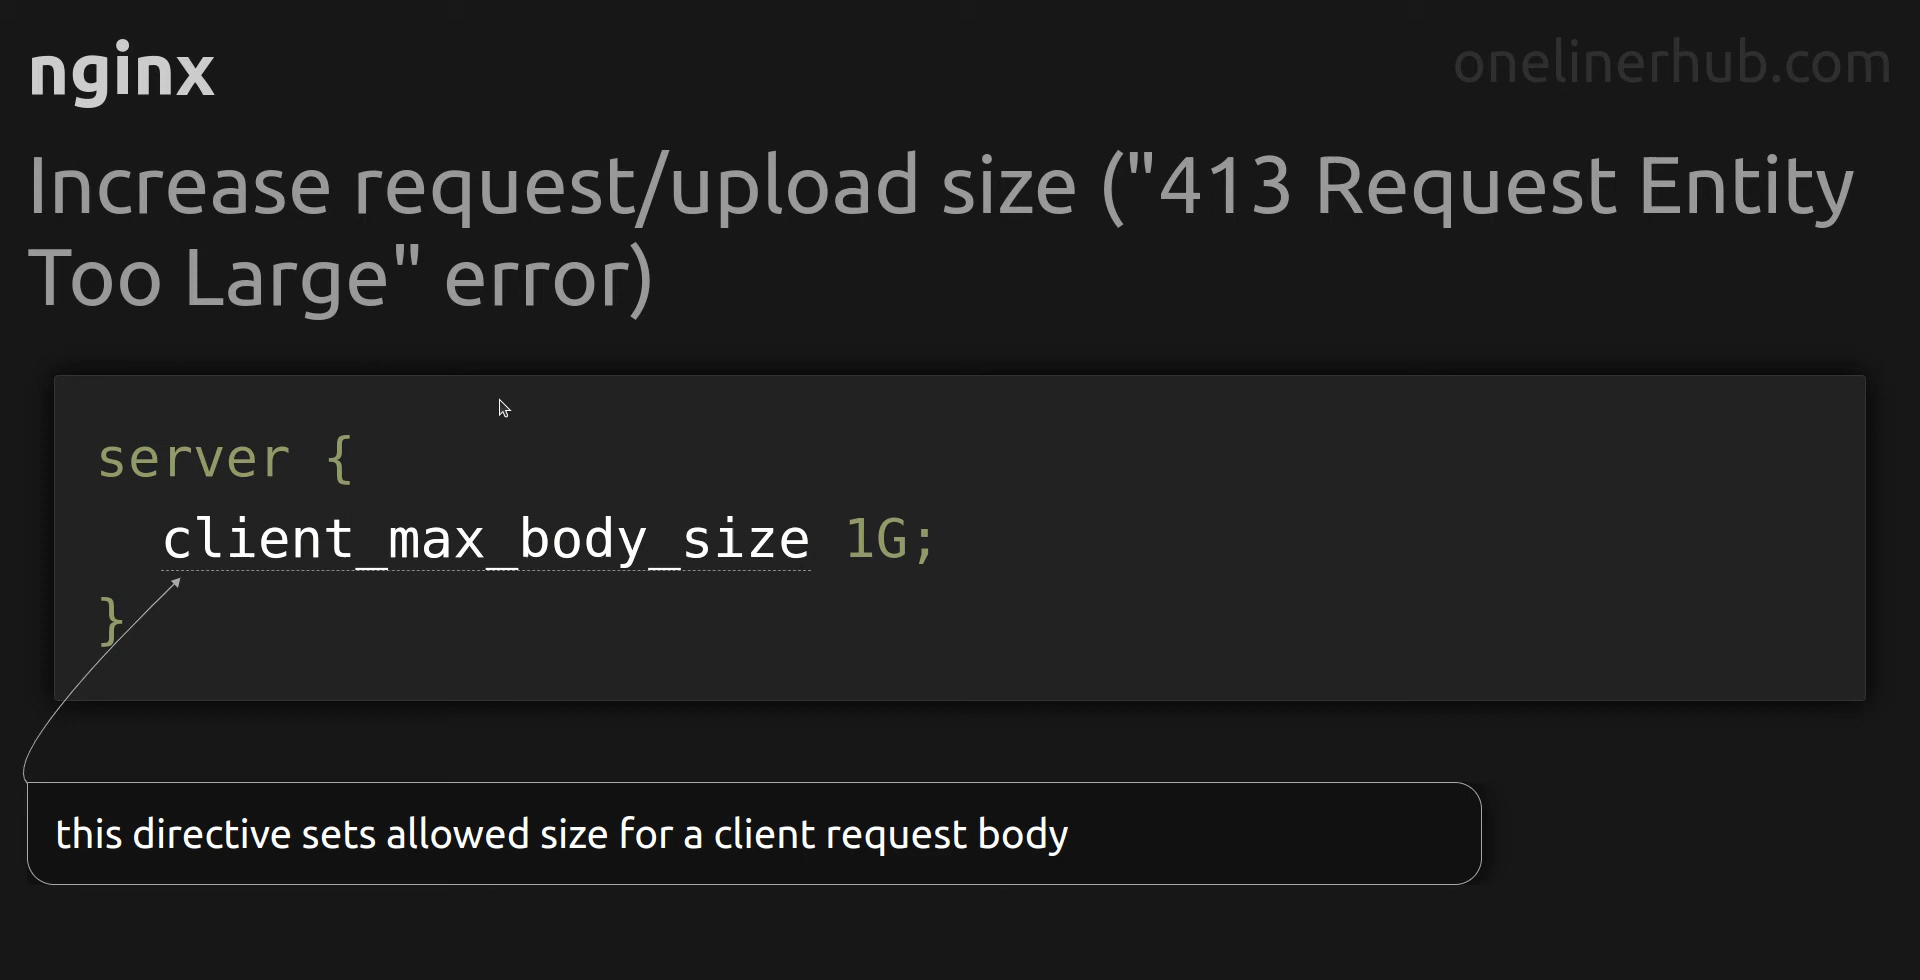 nginx
onelinerhub.com
Increase request/upload size ("413 Request Entity
Too Large" error)
server {
client_max_body_size 1G;
}
this directive sets allowed size for a client request body